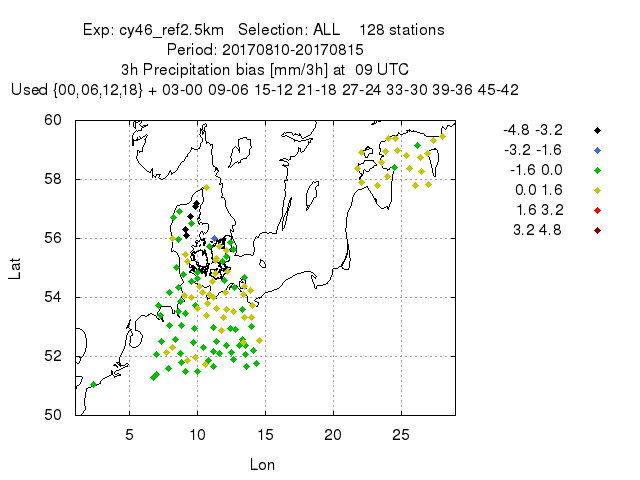 Exp: cy46_ref2.5km   Selection: ALL    128 stations
Period: 20170810-20170815
3h Precipitation bias [mm/3h] at  09 UTC
Used {00,06,12,18} + 03-00 09-06 15-12 21-18 27-24 33-30 39-36 45-42
60
58
56
54
52
50
Lat
5 10 15 20 25
Lon
-4.8 -3.2
-3.2 -1.6
-1.6 0.0
0.0 1.6
1.6 3.2
3.2 4.8